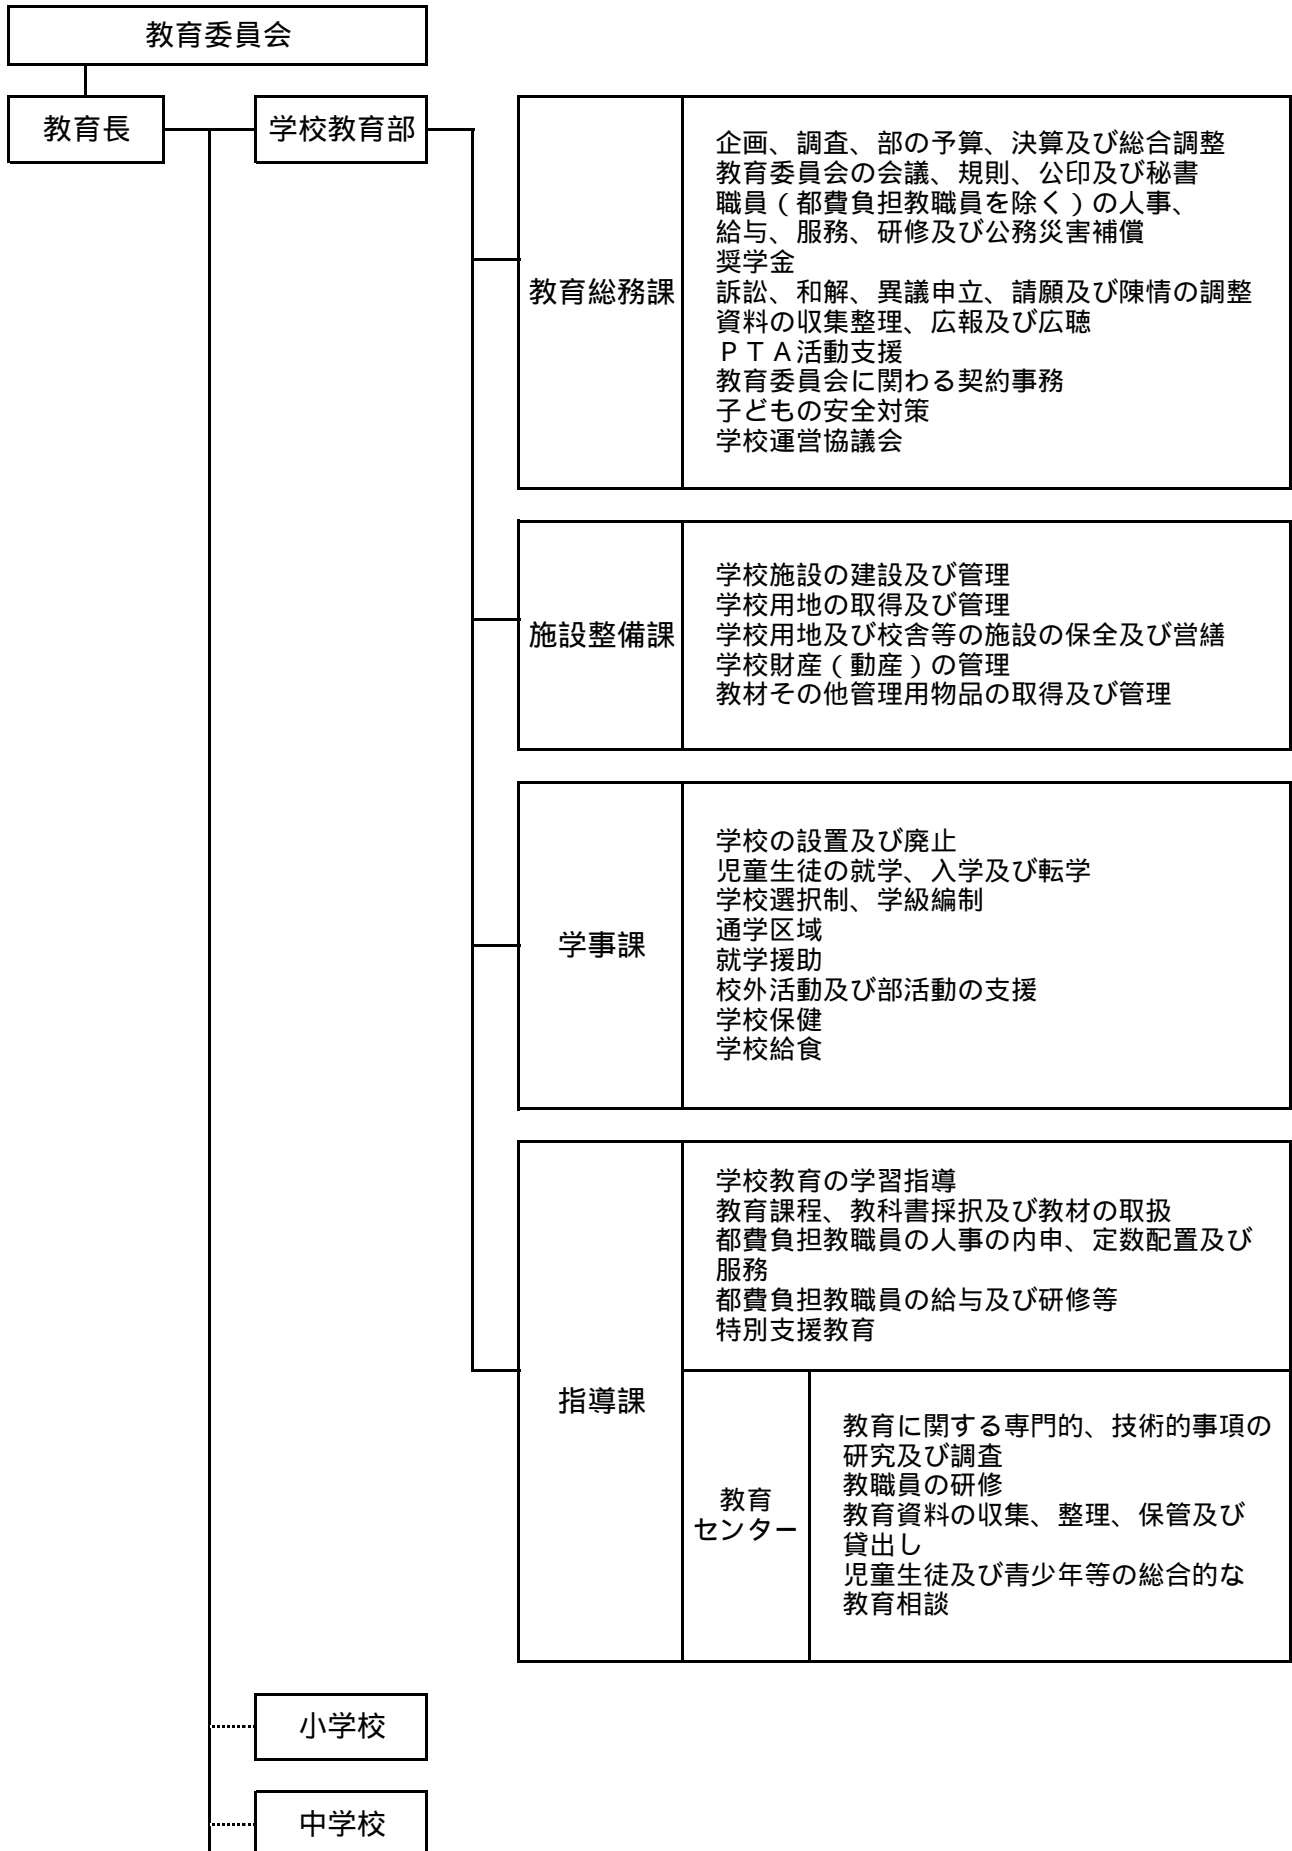 教育委員会
教育長
学校教育部
教育総務課
企画、調査、部の予算、決算及び総合調整
教育委員会の会議、規則、公印及び秘書
職員（都費負担教職員を除く）の人事、
給与、服務、研修及び公務災害補償
奨学金
訴訟、和解、異議申立、請願及び陳情の調整
資料の収集整理、広報及び広聴
ＰＴＡ活動支援
教育委員会に関わる契約事務
子どもの安全対策
学校運営協議会
施設整備課
学校施設の建設及び管理
学校用地の取得及び管理
学校用地及び校舎等の施設の保全及び営繕
学校財産（動産）の管理
教材その他管理用物品の取得及び管理
学事課
学校の設置及び廃止
児童生徒の就学、入学及び転学
学校選択制、学級編制
通学区域
就学援助
校外活動及び部活動の支援
学校保健
学校給食
指導課
学校教育の学習指導
教育課程、教科書採択及び教材の取扱
都費負担教職員の人事の内申、定数配置及び
服務
都費負担教職員の給与及び研修等
特別支援教育
教育
センター
教育に関する専門的、技術的事項の
研究及び調査
教職員の研修
教育資料の収集、整理、保管及び
貸出し
児童生徒及び青少年等の総合的な
教育相談
小学校
中学校